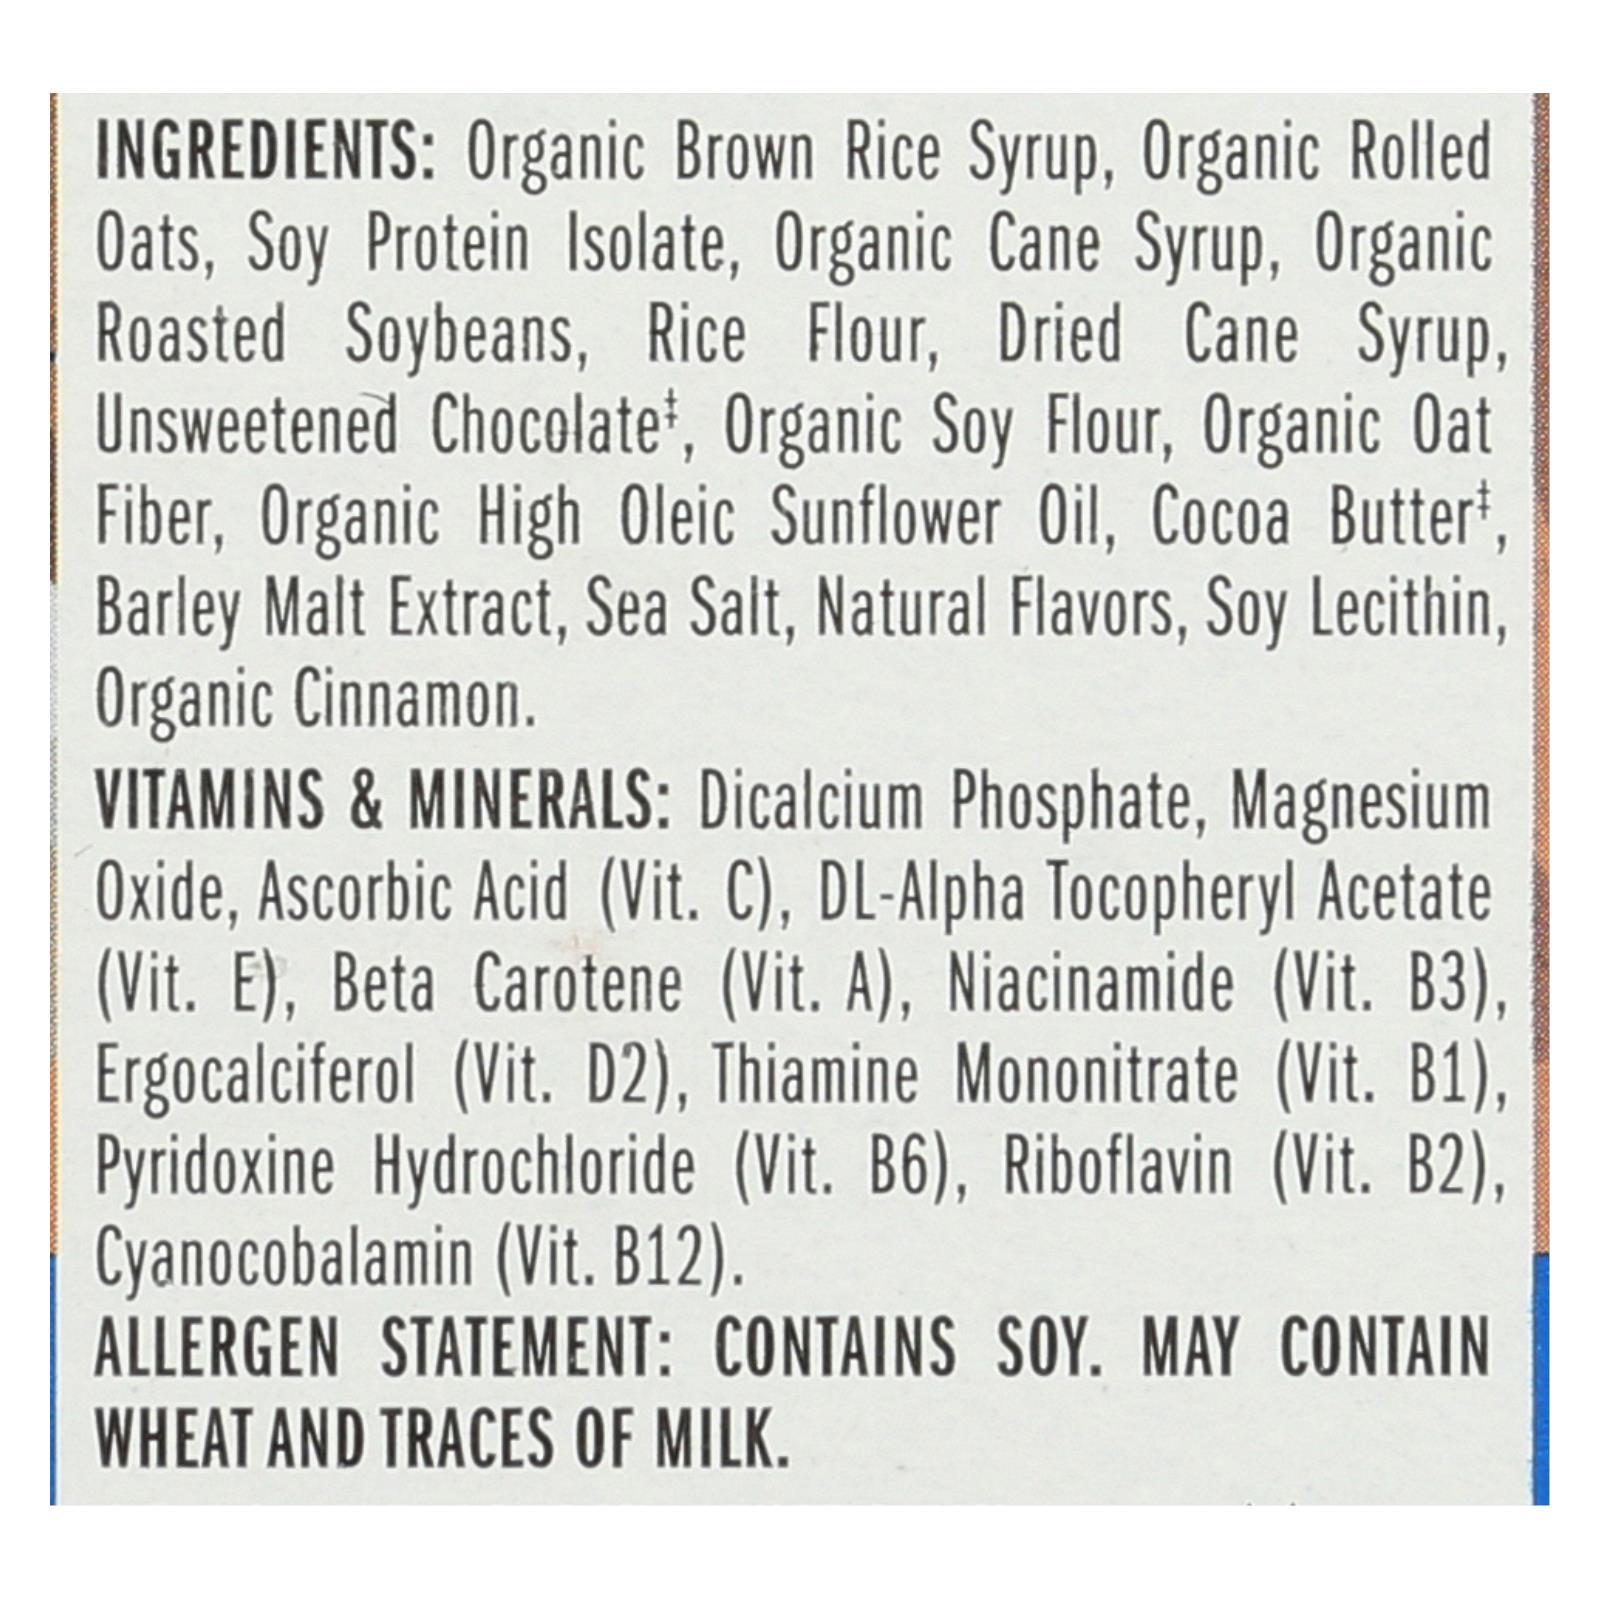 INGREDIENTS: Organic Brown Rice Syrup, Organic Rolled
Oats, Soy Protein Isolate, Organic Cane Syrup, Organic
Roasted Soybeans, Rice Flour, Dried Cane Syrup,
Unsweetened Chocolate‡, Organic Soy Flour, Organic Oat
Fiber, Organic High Oleic Sunflower Oil, Cocoa Butter‡,
Barley Malt Extract, Sea Salt, Natural Flavors, Soy Lecithin,
Organic Cinnamon.
VITAMINS & MINERALS: Dicalcium Phosphate, Magnesium
Oxide, Ascorbic Acid (Vit. C), DL-Alpha Tocopheryl Acetate
(Vit. E), Beta Carotene (Vit. A), Niacinamide (Vit. B3),
Ergocalciferol (Vit. D2), Thiamine Mononitrate (Vit. B1),
Pyridoxine Hydrochloride (Vit. B6), Riboflavin (Vit. B2),
Cyanocobalamin (Vit. B12).
ALLERGEN STATEMENT: CONTAINS SOY. MAY CONTAIN
WHEAT AND TRACES OF MILK.